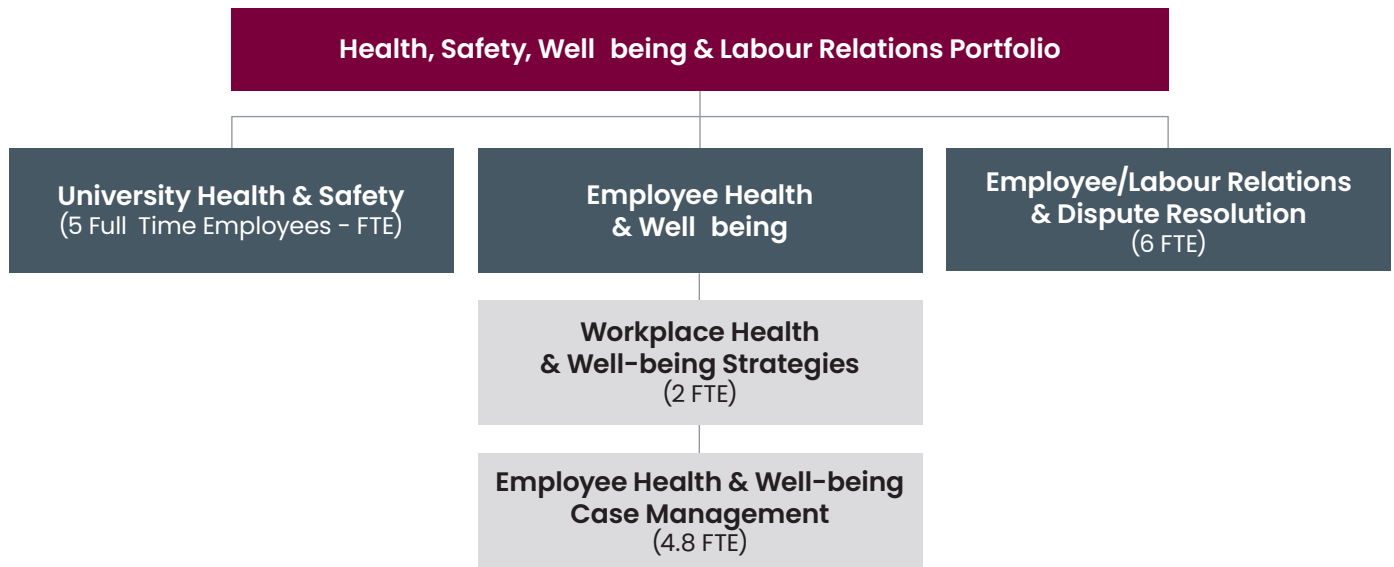 Health, Safety, Well being & Labour Relations Portfolio
University Health & Safety
(5 Full Time Employees - FTE)
Employee Health
& Well being
Employee/Labour Relations
& Dispute Resolution
(6 FTE)
Workplace Health
& Well-being Strategies
(2 FTE)
Employee Health & Well-being
Case Management
(4.8 FTE)